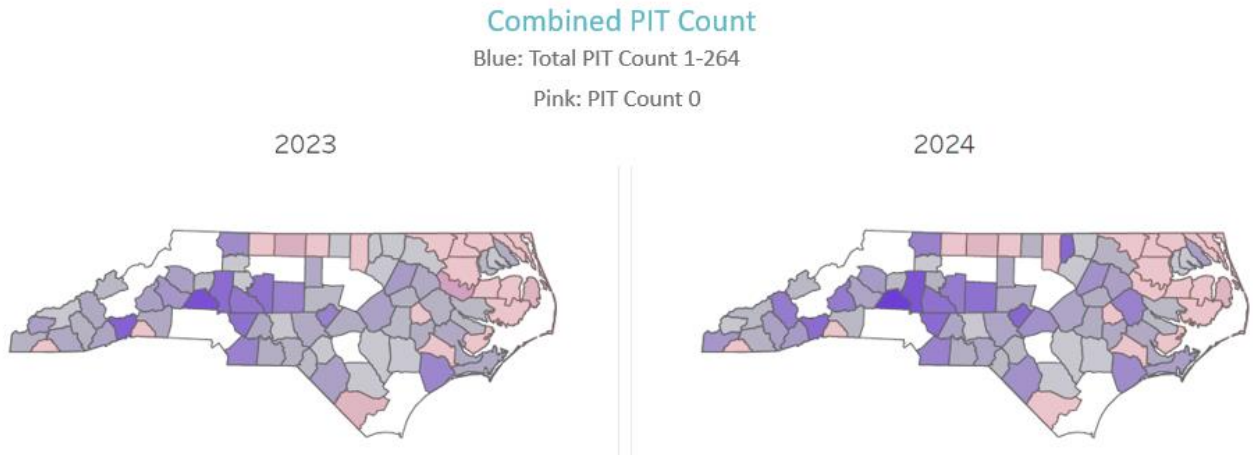 Combined PIT Count
Blue: Total PIT Count 1-264
Pink: PIT Count 0
2023
2024